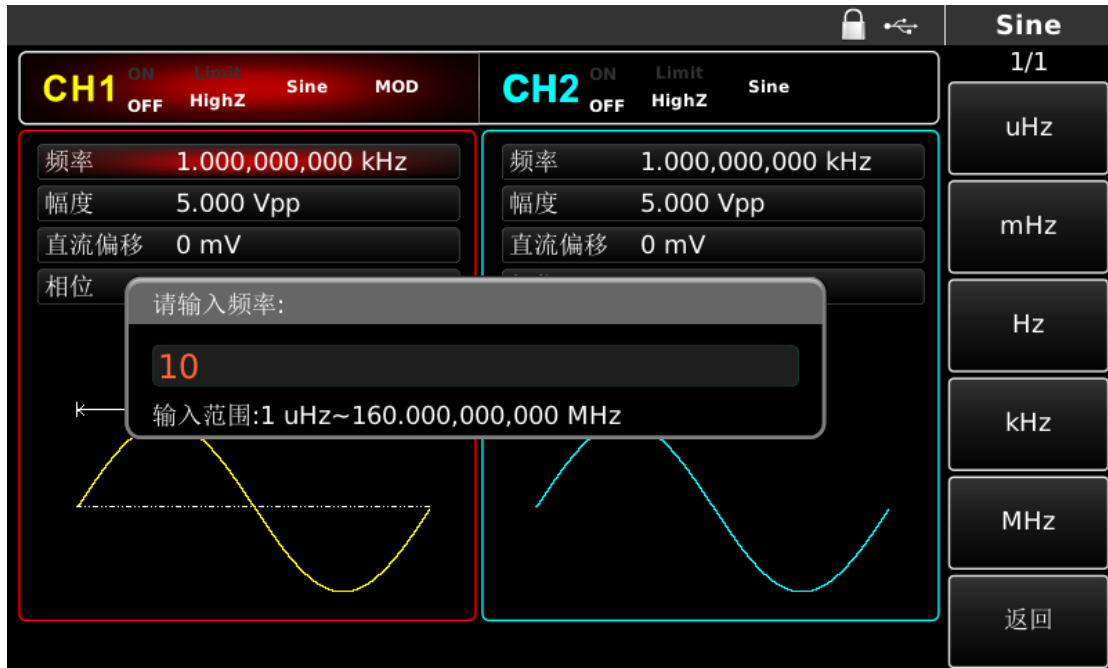 Sine
1/1
CH1 ON OFF Limit HighZ Sine MOD
CH2 ON OFF Limit HighZ Sine
频率 1.000,000,000 kHz
幅度 5.000 Vpp
直流偏移 0 mV
相位
频率 1.000,000,000 kHz
幅度 5.000 Vpp
直流偏移 0 mV
请输入频率:
10
输入范围:1 uHz~160.000,000,000 MHz
uHz
mHz
Hz
kHz
MHz
返回